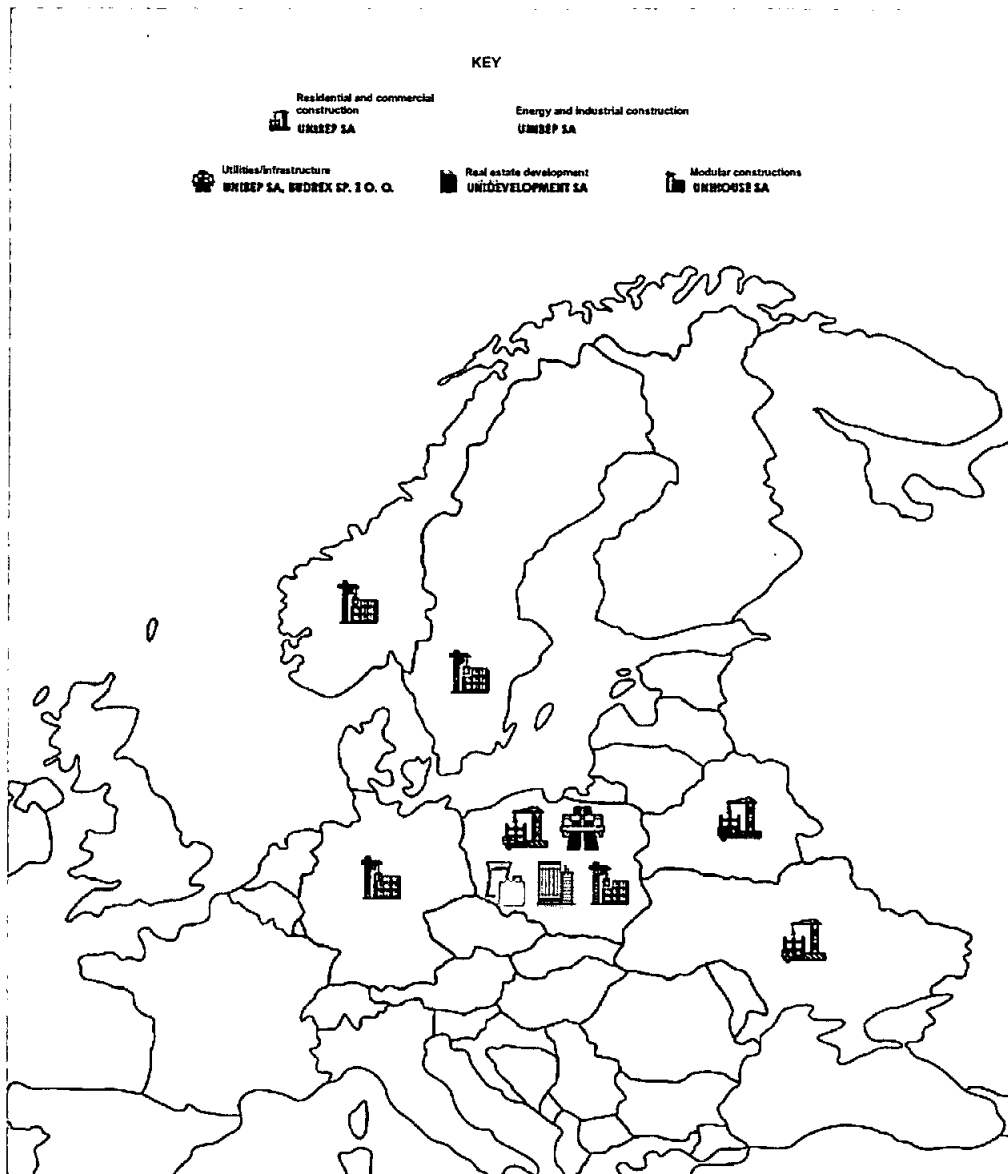 KEY
Residential and commercial
construction
UNIBEP SA
Energy and industrial construction
UNIBEP SA
Utilities/infrastructure
UNIBEP SA, BUDREX SP. Z O. O.
Real estate development
UNIDEVELOPMENT SA
Modular constructions
UNIHOUSE SA